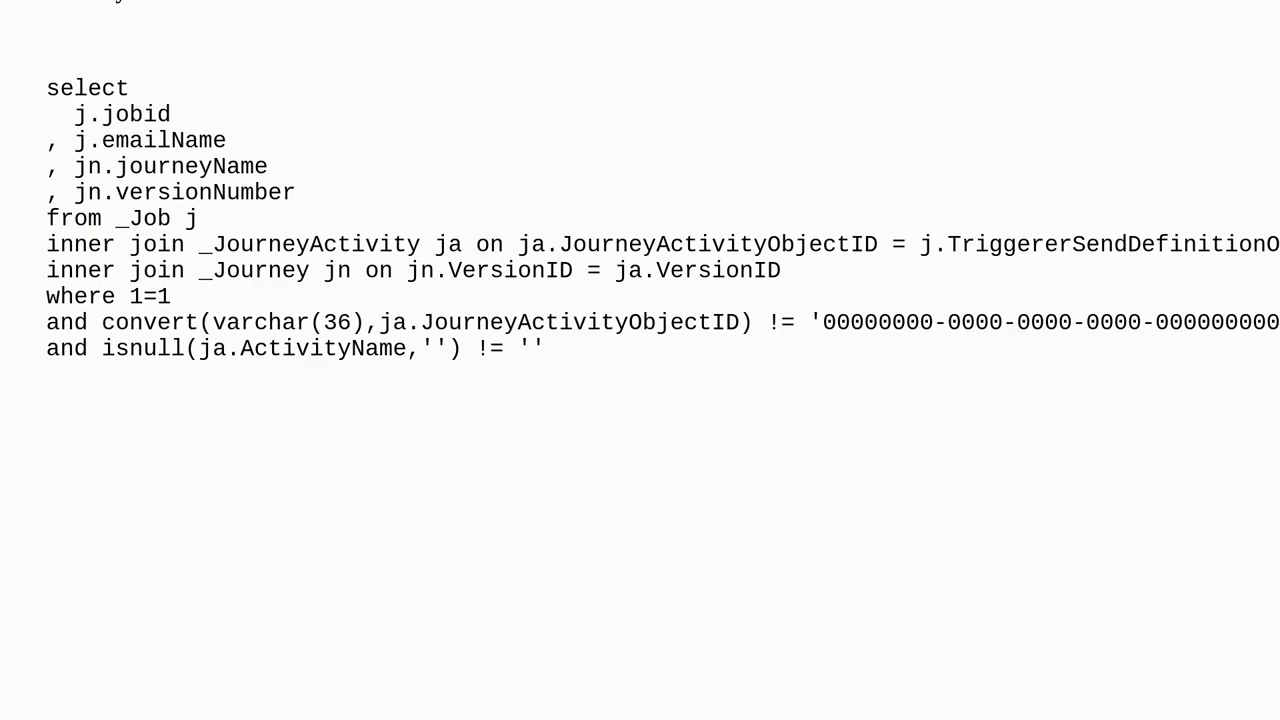 select
j.jobid
, j.emailName
, jn.journeyName
, jn.versionNumber
from _Job j
inner join _JourneyActivity ja on ja.JourneyActivityObjectID = j.TriggererSendDefinitionO
inner join _Journey jn on jn.VersionID = ja.VersionID
where 1=1
and convert(varchar(36),ja.JourneyActivityObjectID) != '00000000-0000-0000-0000-000000000
and isnull(ja.ActivityName,'') != ''